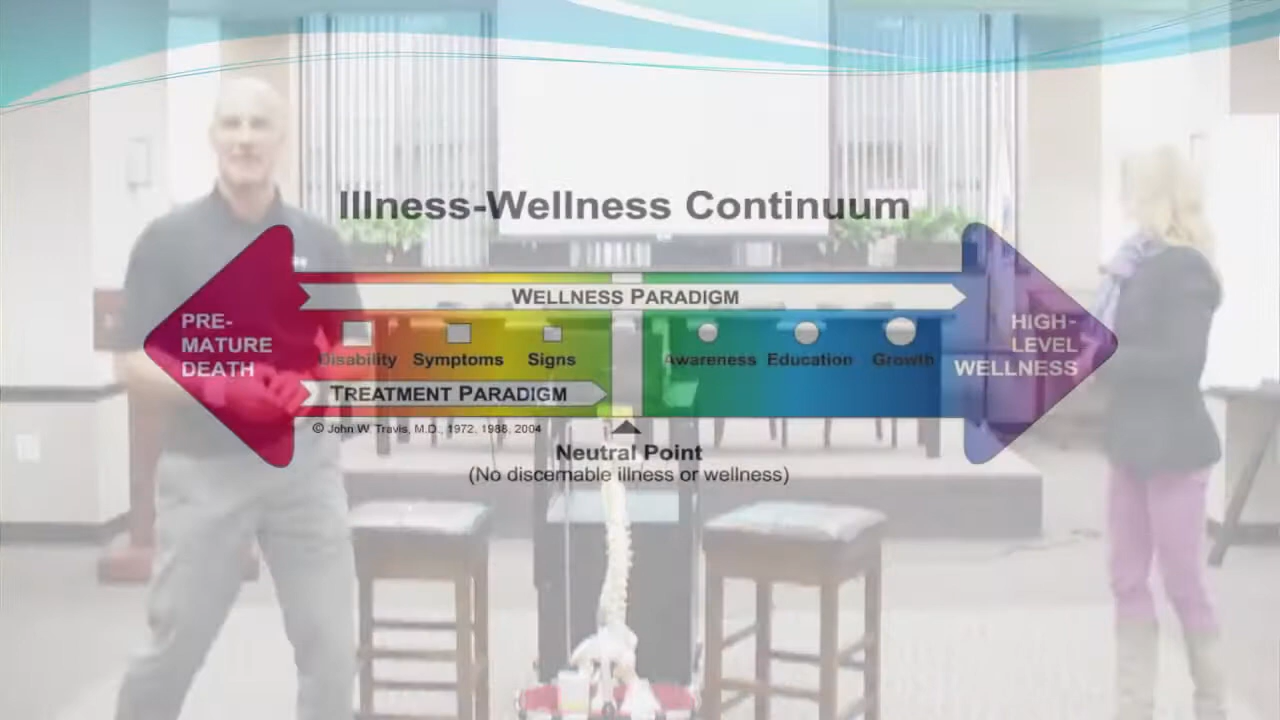 Illness-Wellness Continuum
WELLNESS PARADIGM
PRE-
MATURE
DEATH
Disability Symptoms Signs Awareness Education Growth
HIGH-
LEVEL
WELLNESS
TREATMENT PARADIGM
© John W. Travis, M.D., 1972, 1988, 2004
Neutral Point
(No discernable illness or wellness)